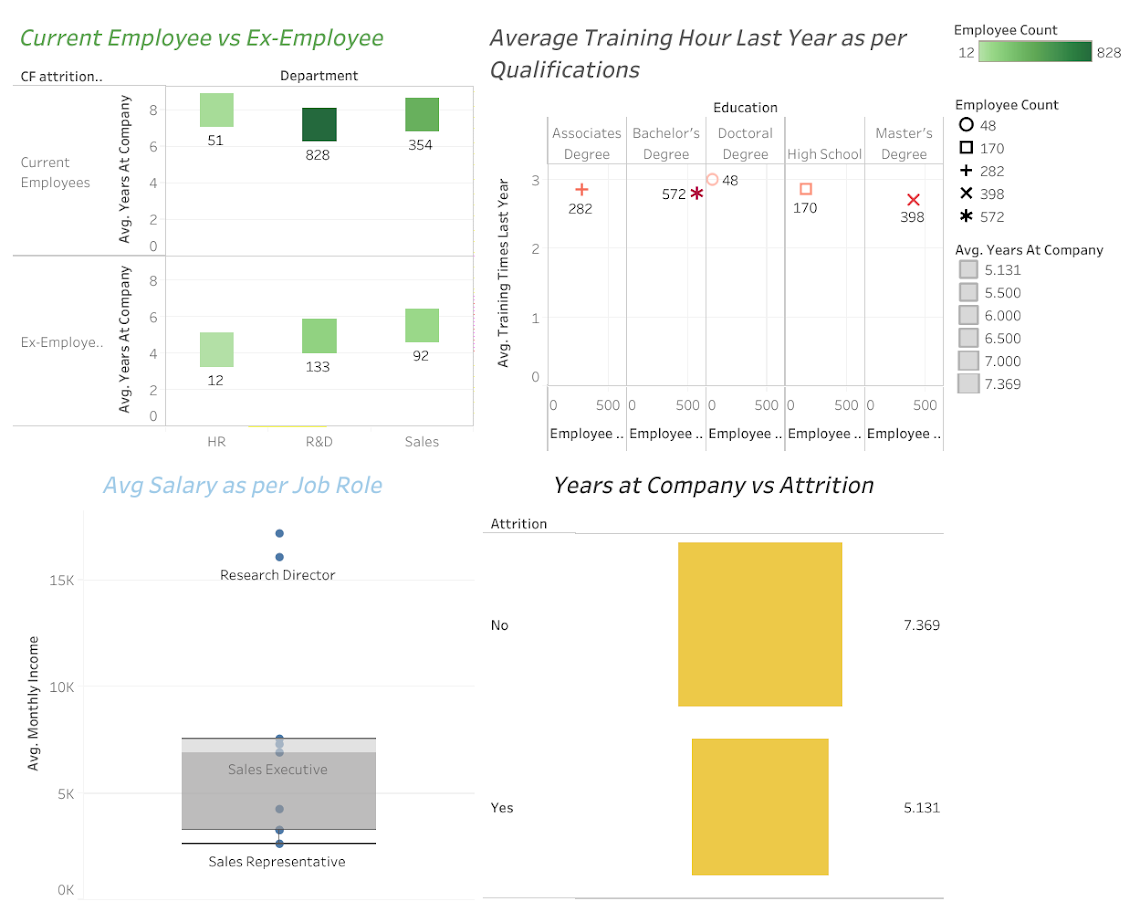 Current Employee vs Ex-Employee
CF attrition..
Department
Current
Employees
Avg. Years At Company
8
6
4
2
0
51
828
354
Ex-Employe..
Avg. Years At Company
8
6
4
2
0
12
133
92
HR
R&D
Sales
Average Training Hour Last Year as per
Qualifications
Education
Associates
Degree
Bachelor's
Degree
Doctoral
Degree
High School
Master's
Degree
Avg. Training Times Last Year
3
2
1
0
282
572
48
170
398
0 500
0 500
0 500
0 500
0 500
Employee ..
Employee ..
Employee ..
Employee ..
Employee ..
Employee Count
12
828
Employee Count
48
170
282
398
572
Avg. Years At Company
5.131
5.500
6.000
6.500
7.000
7.369
Avg Salary as per Job Role
Avg. Monthly Income
15K
10K
5K
0K
Research Director
Sales Executive
Sales Representative
Years at Company vs Attrition
Attrition
No
7.369
Yes
5.131